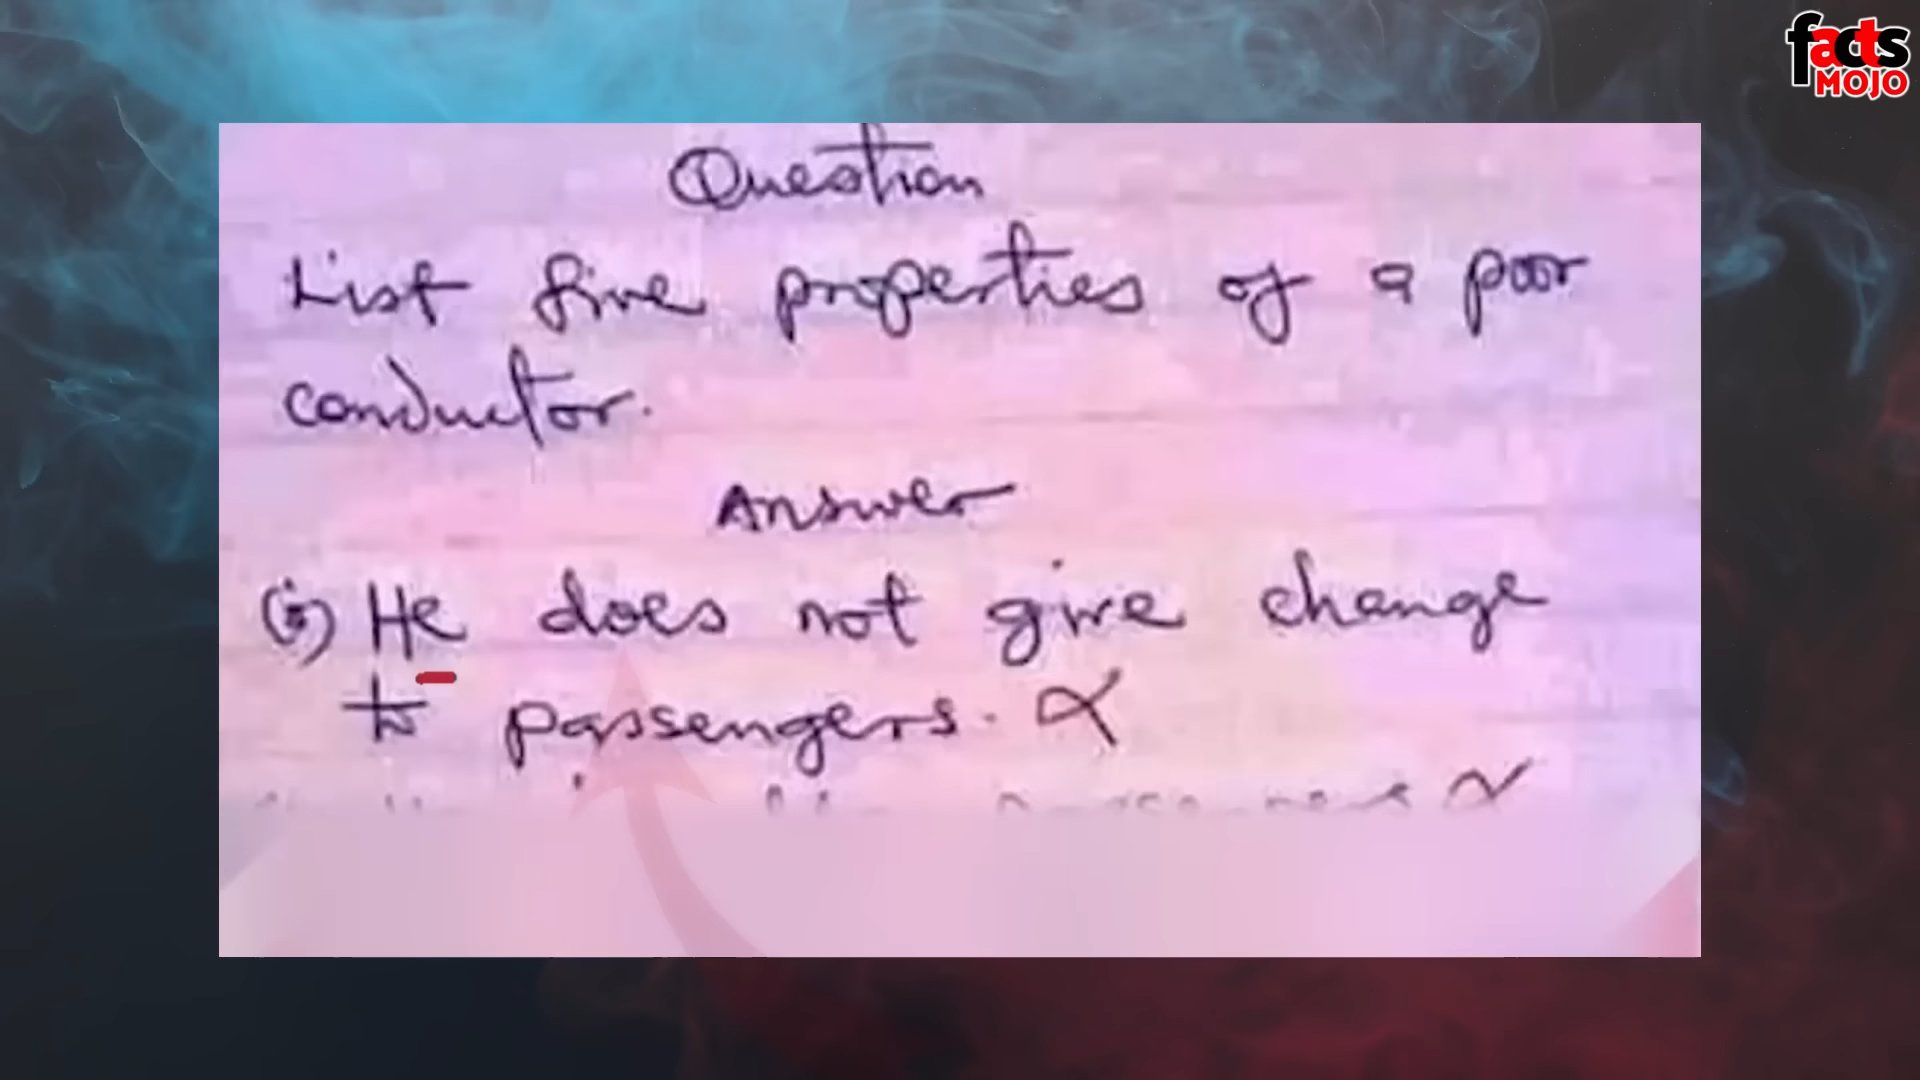 facts
MOJO
Question
List five properties of a poor
conductor.
Answer
(i) He does not give change
to passengers.